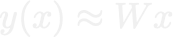 y(x) ≈ Wx